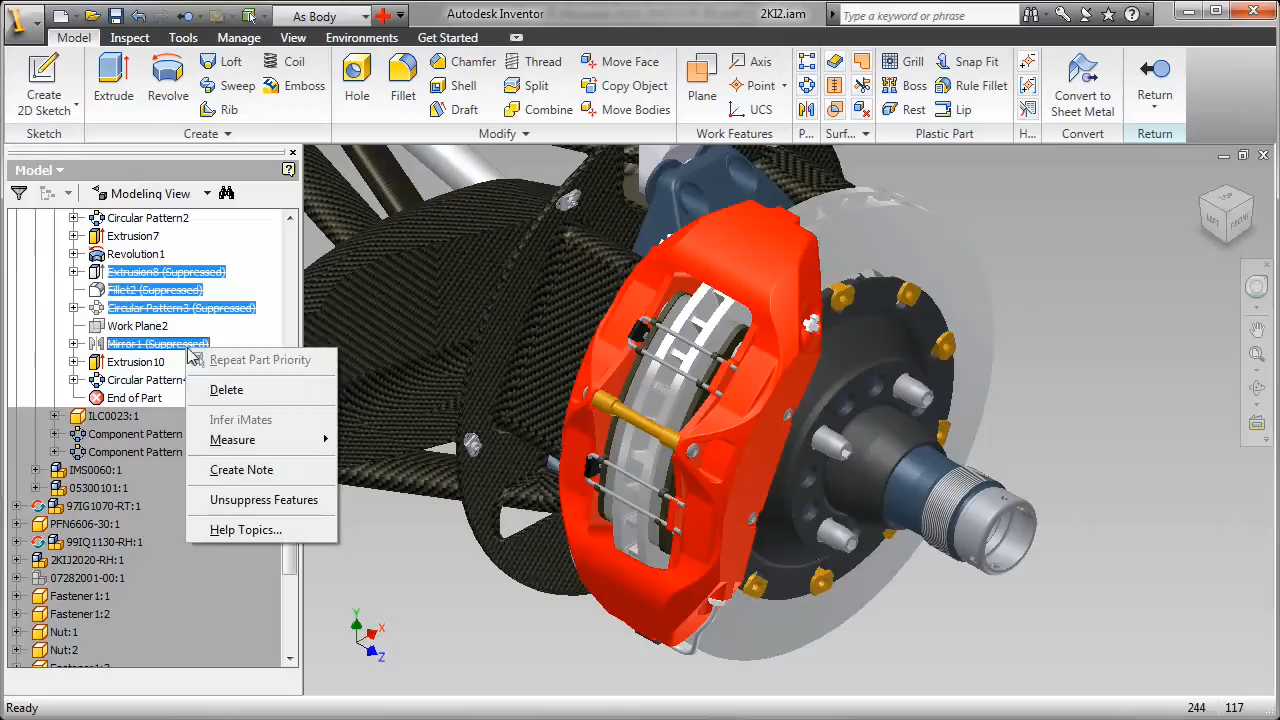 As Body
Autodesk Inventor
2KI2.iam
Type a keyword or phrase
Model Inspect Tools Manage View Environments Get Started
Create
2D Sketch
Extrude
Revolve
Loft
Sweep
Rib
Coil
Emboss
Hole
Fillet
Chamfer
Shell
Draft
Thread
Split
Combine
Move Face
Copy Object
Move Bodies
Plane
Axis
Point
UCS
Grill
Boss
Rest
Snap Fit
Rule Fillet
Lip
Convert to
Sheet Metal
Return
Sketch Create Modify Work Features P... Surf... Plastic Part H... Convert Return
Model
Modeling View
Circular Pattern2
Extrusion7
Revolution1
Extrusion8 (Suppressed)
Fillet2 (Suppressed)
Circular Pattern3 (Suppressed)
Work Plane2
Mirror1 (Suppressed)
Extrusion10
Circular Pattern
End of Part
ILC0023:1
Component Pattern
Component Pattern
IMS0060:1
05300101:1
97IG1070-RT:1
PFN6606-30:1
99IQ1130-RH:1
2KIJ2020-RH:1
07282001-00:1
Fastener1:1
Fastener1:2
Nut:1
Nut:2
Repeat Part Priority
Delete
Infer iMates
Measure
Create Note
Unsuppress Features
Help Topics...
TOP
LEFT
FRONT
Y
X
Z
Ready
244 117